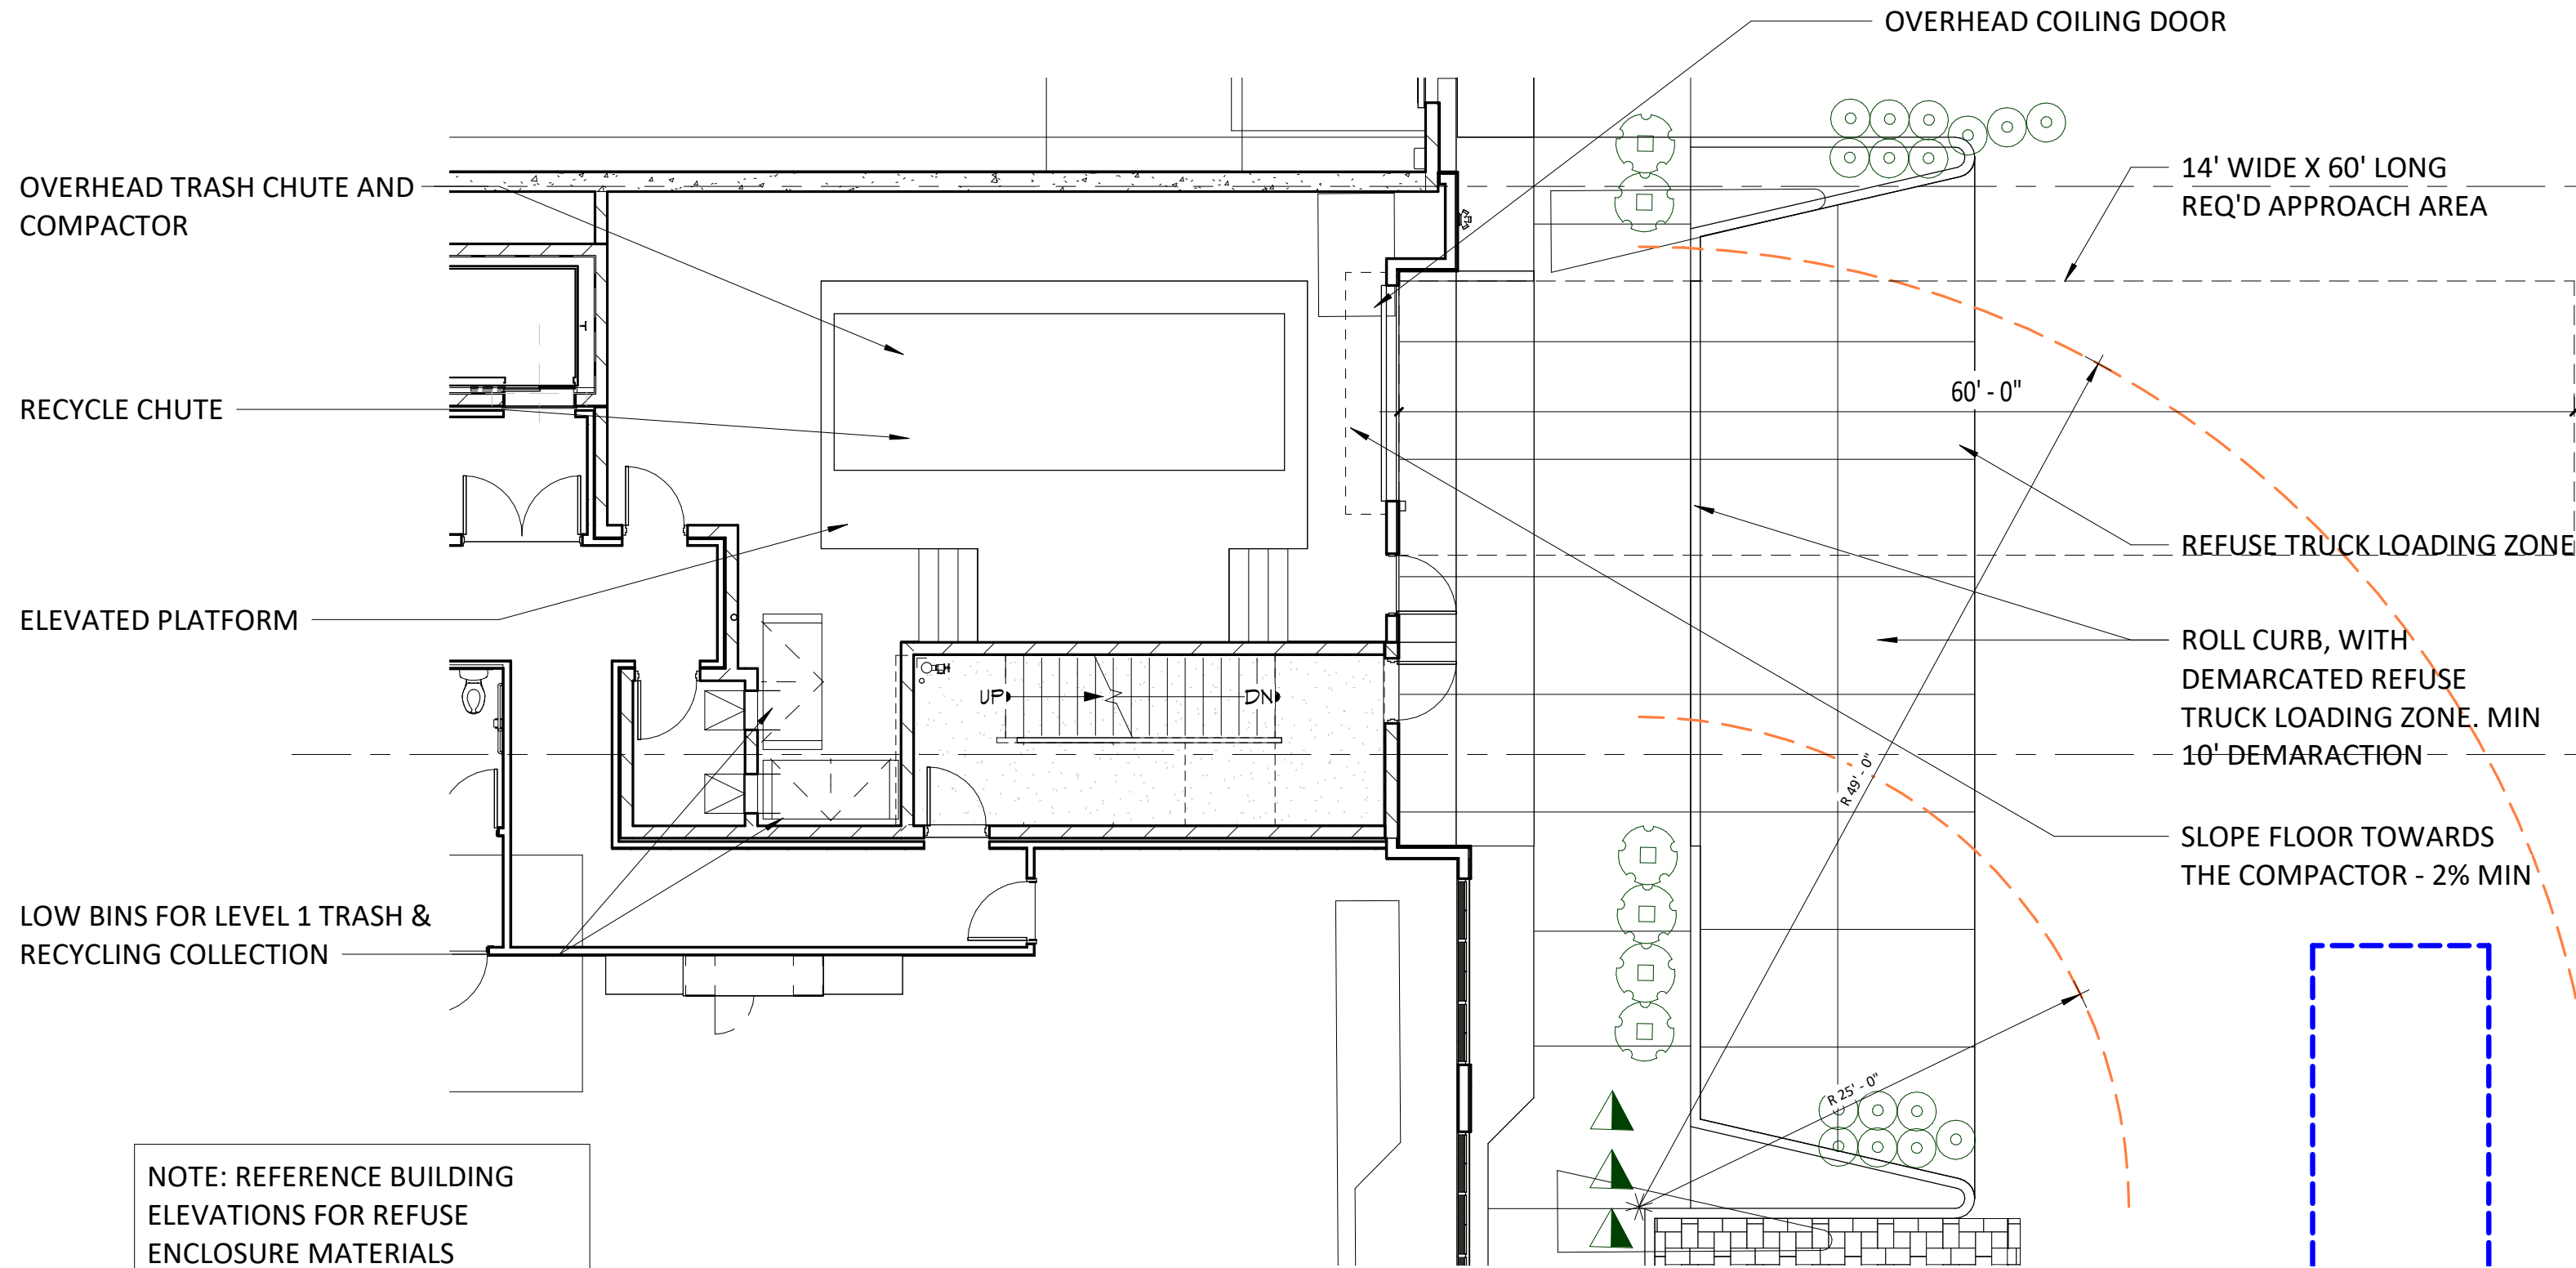 OVERHEAD COILING DOOR
OVERHEAD TRASH CHUTE AND
COMPACTOR
14' WIDE X 60' LONG
REQ'D APPROACH AREA
RECYCLE CHUTE
60' - 0"
REFUSE TRUCK LOADING ZONE
ELEVATED PLATFORM
ROLL CURB, WITH
DEMARCATED REFUSE
TRUCK LOADING ZONE. MIN
10' DEMARACTION
UP
DN
R 49' - 0"
SLOPE FLOOR TOWARDS
THE COMPACTOR - 2% MIN
LOW BINS FOR LEVEL 1 TRASH &
RECYCLING COLLECTION
R 25' - 0"
NOTE: REFERENCE BUILDING
ELEVATIONS FOR REFUSE
ENCLOSURE MATERIALS